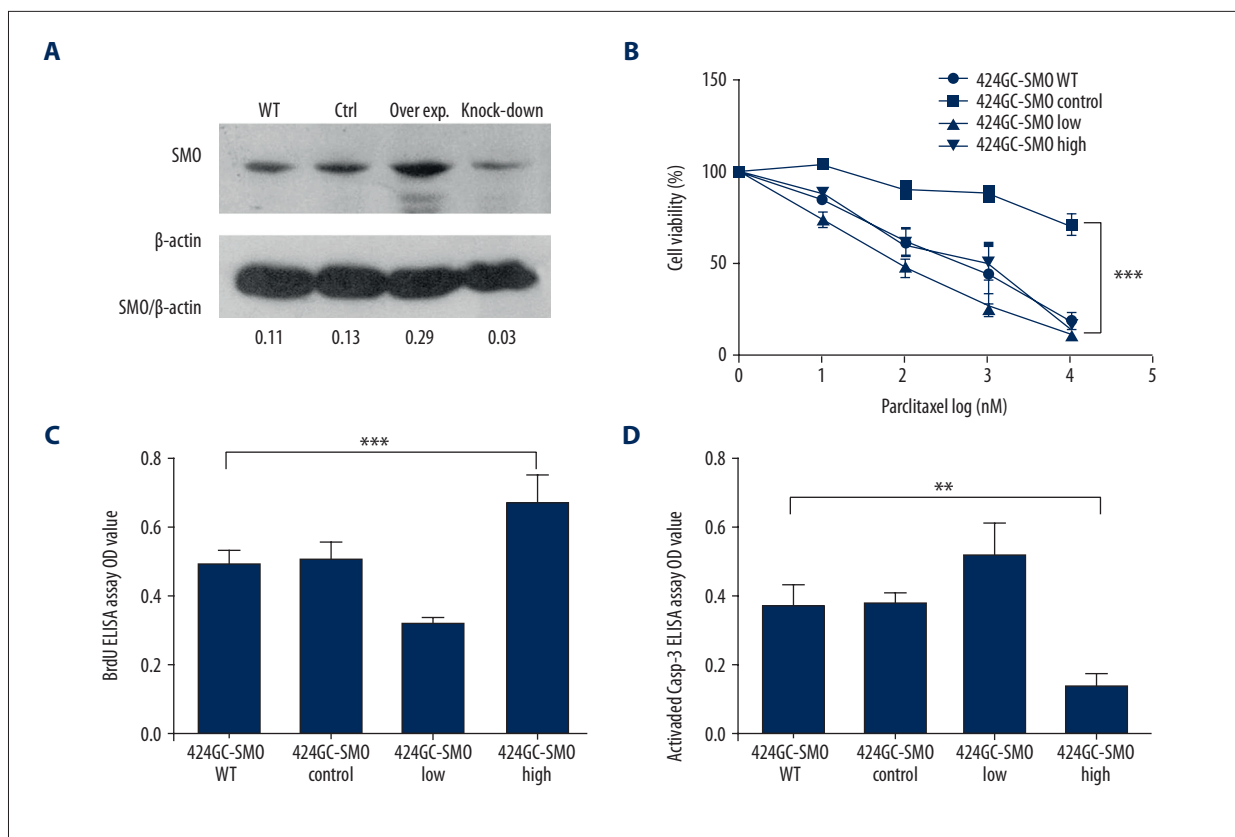 A
WT Ctrl Over exp. Knock-down
SMO
β-actin
SMO/β-actin
0.11 0.13 0.29 0.03
B
150
100
50
0
Cell viability (%)
424GC-SMO WT
424GC-SMO control
424GC-SMO low
424GC-SMO high
***
0 1 2 3 4 5
Parclitaxel log (nM)
C
***
0.8
0.6
0.4
0.2
0.0
BrdU ELISA assay OD value
424GC-SMO WT
424GC-SMO control
424GC-SMO low
424GC-SMO high
D
**
0.8
0.6
0.4
0.2
0.0
Activaded Casp-3 ELISA assay OD value
424GC-SMO WT
424GC-SMO control
424GC-SMO low
424GC-SMO high